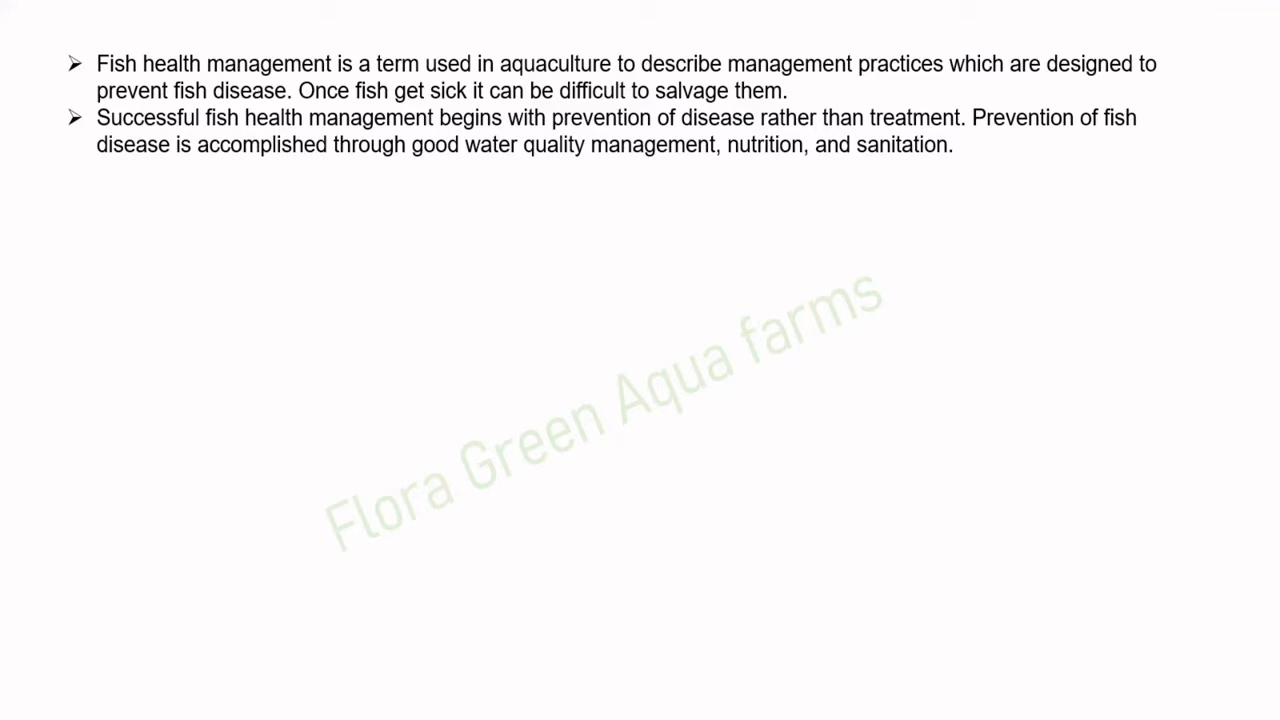 ➢ Fish health management is a term used in aquaculture to describe management practices which are designed to
prevent fish disease. Once fish get sick it can be difficult to salvage them.
➢ Successful fish health management begins with prevention of disease rather than treatment. Prevention of fish
disease is accomplished through good water quality management, nutrition, and sanitation.
Flora Green Aqua farms